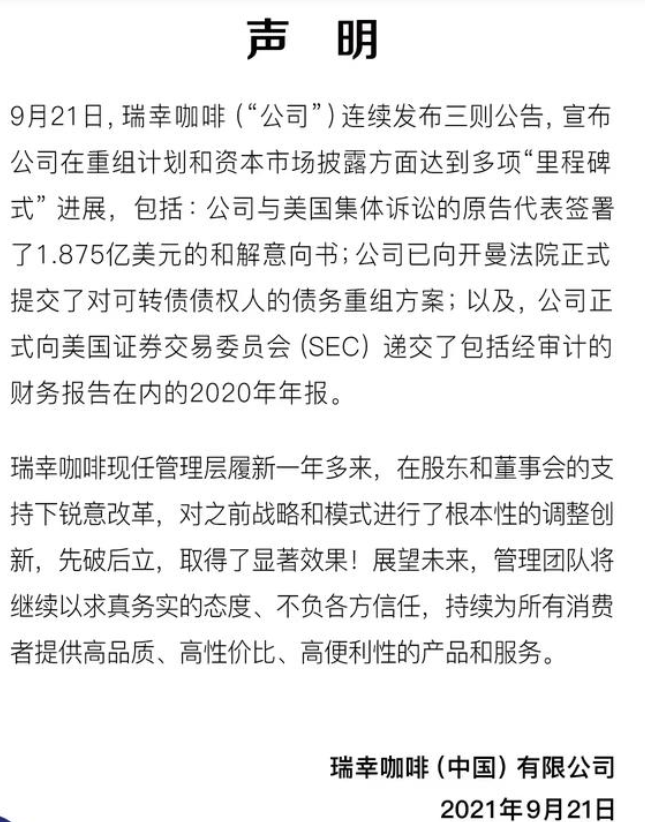 声 明
9月21日, 瑞幸咖啡（“公司”）连续发布三则公告, 宣布
公司在重组计划和资本市场披露方面达到多项“里程碑
式” 进展，包括：公司与美国集体诉讼的原告代表签署
了1.875亿美元的和解意向书；公司已向开曼法院正式
提交了对可转债债权人的债务重组方案；以及, 公司正
式向美国证券交易委员会（SEC）递交了包括经审计的
财务报告在内的2020年年报。
瑞幸咖啡现任管理层履新一年多来，在股东和董事会的支
持下锐意改革，对之前战略和模式进行了根本性的调整创
新，先破后立，取得了显著效果！展望未来，管理团队将
继续以求真务实的态度、不负各方信任，持续为所有消费
者提供高品质、高性价比、高便利性的产品和服务。
瑞幸咖啡（中国）有限公司
2021年9月21日